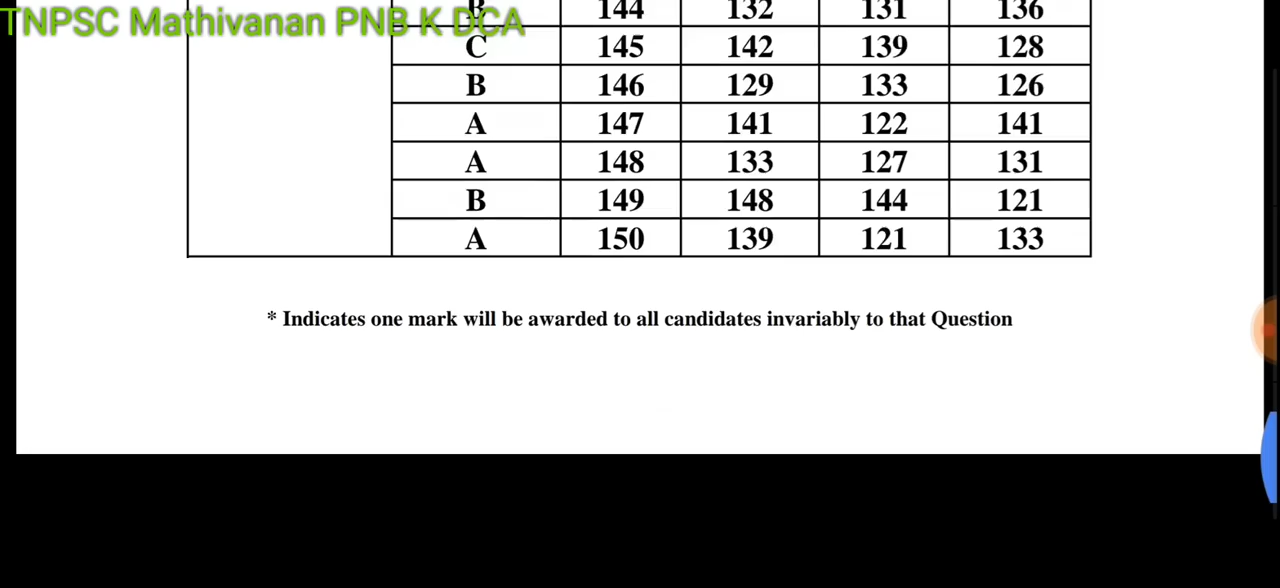 TNPSC Mathivanan PNB K DCA
B 144 132 131 136
C 145 142 139 128
B 146 129 133 126
A 147 141 122 141
A 148 133 127 131
B 149 148 144 121
A 150 139 121 133
* Indicates one mark will be awarded to all candidates invariably to that Question